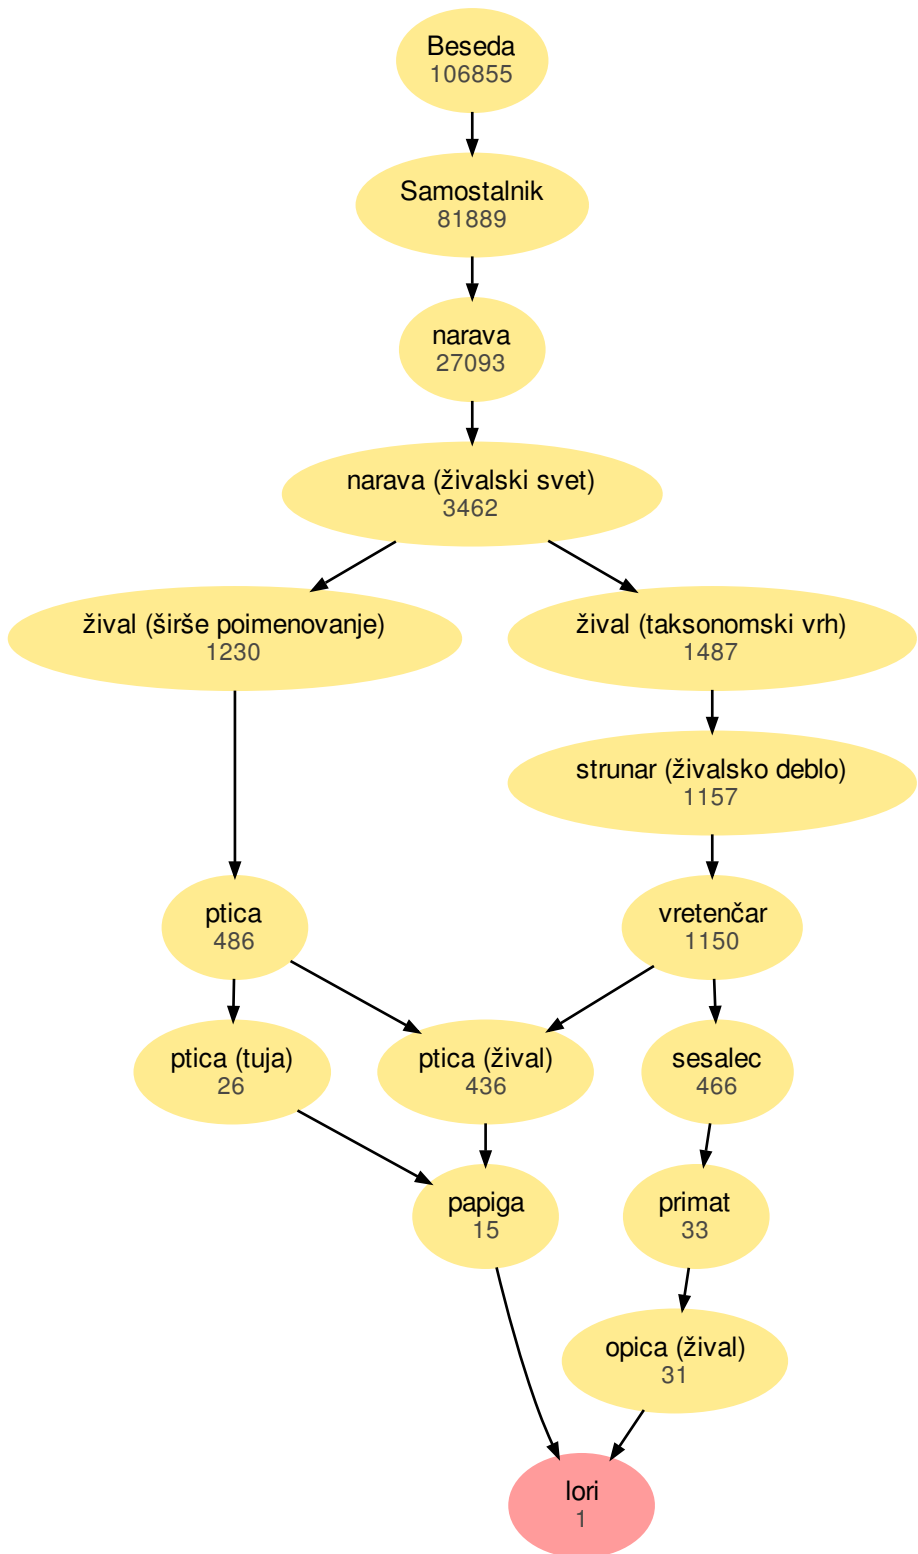 Beseda
106855
Samostalnik
81889
narava
27093
narava (živalski svet)
3462
žival (širše poimenovanje)
1230
žival (taksonomski vrh)
1487
strunar (živalsko deblo)
1157
ptica
486
vretenčar
1150
ptica (tuja)
26
ptica (žival)
436
sesalec
466
papiga
15
primat
33
opica (žival)
31
lori
1